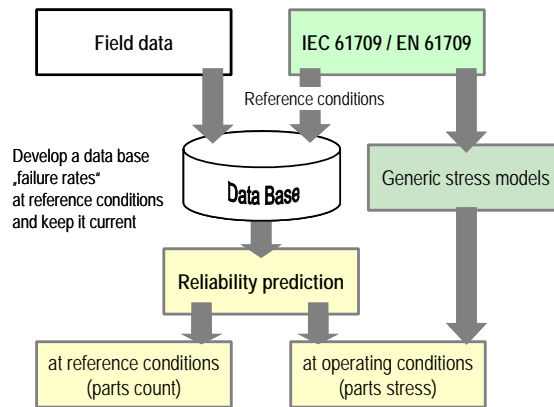 Field data
IEC 61709 / EN 61709
Reference conditions
Develop a data base
„failure rates“
at reference conditions
and keep it current
Data Base
Generic stress models
Reliability prediction
at reference conditions
(parts count)
at operating conditions
(parts stress)